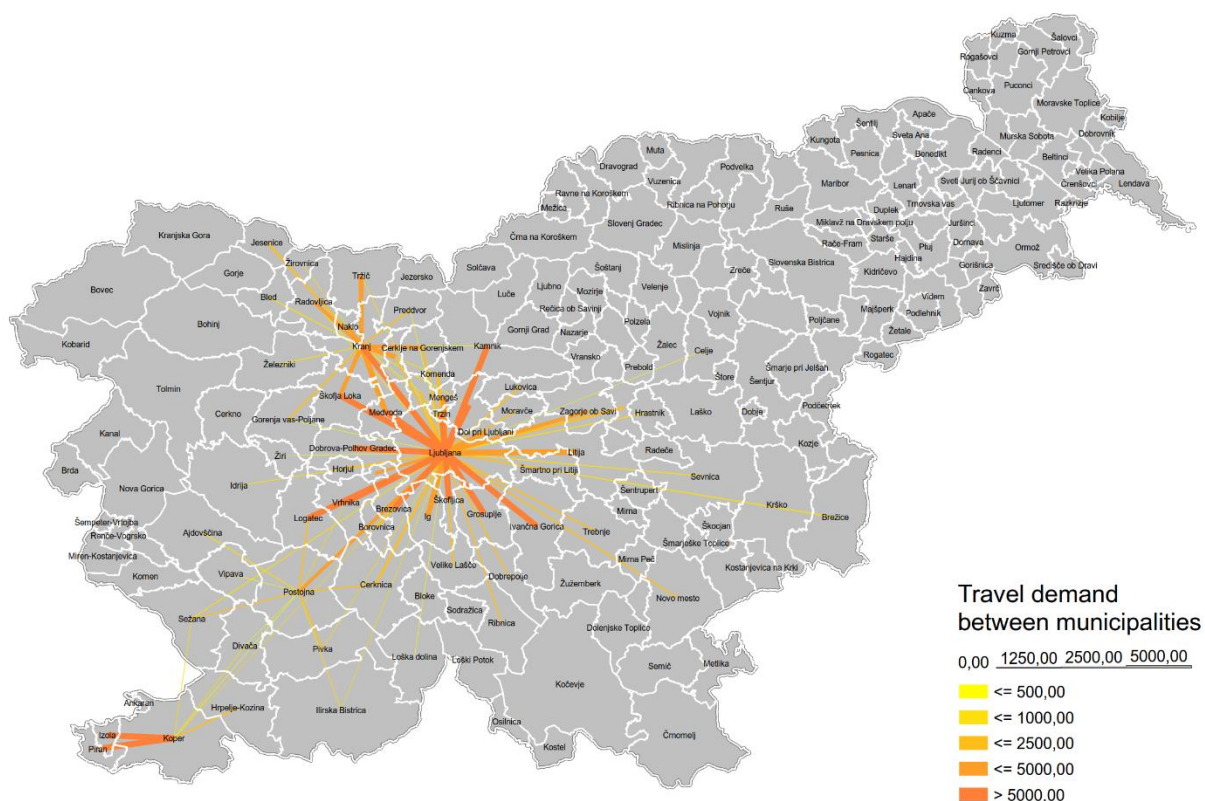 Kuzma
Šalovci
Rogašovci
Gornji Petrovci
Cankova
Puconci
Moravske Toplice
Kobilje
Apače
Šentilj
Sveta Ana
Murska Sobota
Dobrovnik
Kungota
Pesnica
Benedikt
Radenci
Beltinci
Velika Polana
Črenšovci
Lendava
Muta
Dravograd
Podvelka
Vuzenica
Maribor
Lenart
Sveti Jurij ob Ščavnici
Ravne na Koroškem
Ribnica na Pohorju
Ruše
Duplek
Trnovska vas
Ljutomer
Razkrižje
Mežica
Slovenj Gradec
Miklavž na Dravskem polju
Juršinci
Črna na Koroškem
Mislinja
Rače-Fram
Starše
Ptuj
Dornava
Ormož
Kranjska Gora
Jesenice
Slovenska Bistrica
Hajdina
Gorišnica
Središče ob Dravi
Žirovnica
Solčava
Šoštanj
Zreče
Kidričevo
Gorje
Tržič
Jezersko
Ljubno
Velenje
Zavrč
Bovec
Bled
Radovljica
Luče
Mozirje
Videm
Preddvor
Rečica ob Savinji
Vojnik
Majšperk
Podlehnik
Bohinj
Naklo
Gornji Grad
Nazarje
Polzela
Poljčane
Žetale
Kobarid
Kranj
Cerklje na Gorenjskem
Kamnik
Žalec
Celje
Rogatec
Železniki
Vransko
Prebold
Šmarje pri Jelšah
Komenda
Štore
Šentjur
Tolmin
Škofja Loka
Mengeš
Lukovica
Cerkno
Medvode
Trzin
Moravče
Zagorje ob Savi
Hrastnik
Laško
Dobje
Podčetrtek
Gorenja vas-Poljane
Dol pri Ljubljani
Kanal
Žiri
Dobrova-Polhov Gradec
Ljubljana
Litija
Radeče
Kozje
Brda
Horjul
Šmartno pri Litiji
Sevnica
Idrija
Nova Gorica
Vrhnika
Škofljica
Šentrupert
Krško
Logatec
Brezovica
Ig
Grosuplje
Mirna
Brežice
Šempeter-Vrtojba
Borovnica
Ivančna Gorica
Škocjan
Renče-Vogrsko
Ajdovščina
Trebnje
Šmarješke Toplice
Miren-Kostanjevica
Mirna Peč
Komen
Vipava
Velike Lašče
Dobrepolje
Žužemberk
Kostanjevica na Krki
Postojna
Cerknica
Bloke
Novo mesto
Sežana
Sodražica
Ribnica
Dolenjske Toplice
Divača
Pivka
Loška dolina
Loški Potok
Semič
Metlika
Ankaran
Hrpelje-Kozina
Ilirska Bistrica
Kočevje
Osilnica
Izola
Koper
Piran
Kostel
Črnomelj
Travel demand
between municipalities
0,00 1250,00 2500,00 5000,00
<= 500,00
<= 1000,00
<= 2500,00
<= 5000,00
> 5000,00